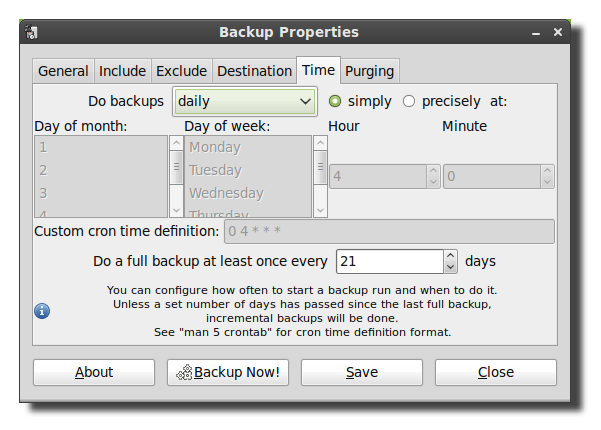 Backup Properties
General Include Exclude Destination Time Purging
Do backups daily simply precisely at:
Day of month: Day of week: Hour Minute
1 Monday
2 Tuesday 4 0
3 Wednesday
4 Thursday
Custom cron time definition: 0 4 * * *
Do a full backup at least once every 21 days
You can configure how often to start a backup run and when to do it.
Unless a set number of days has passed since the last full backup,
incremental backups will be done.
See "man 5 crontab" for cron time definition format.
About Backup Now! Save Close